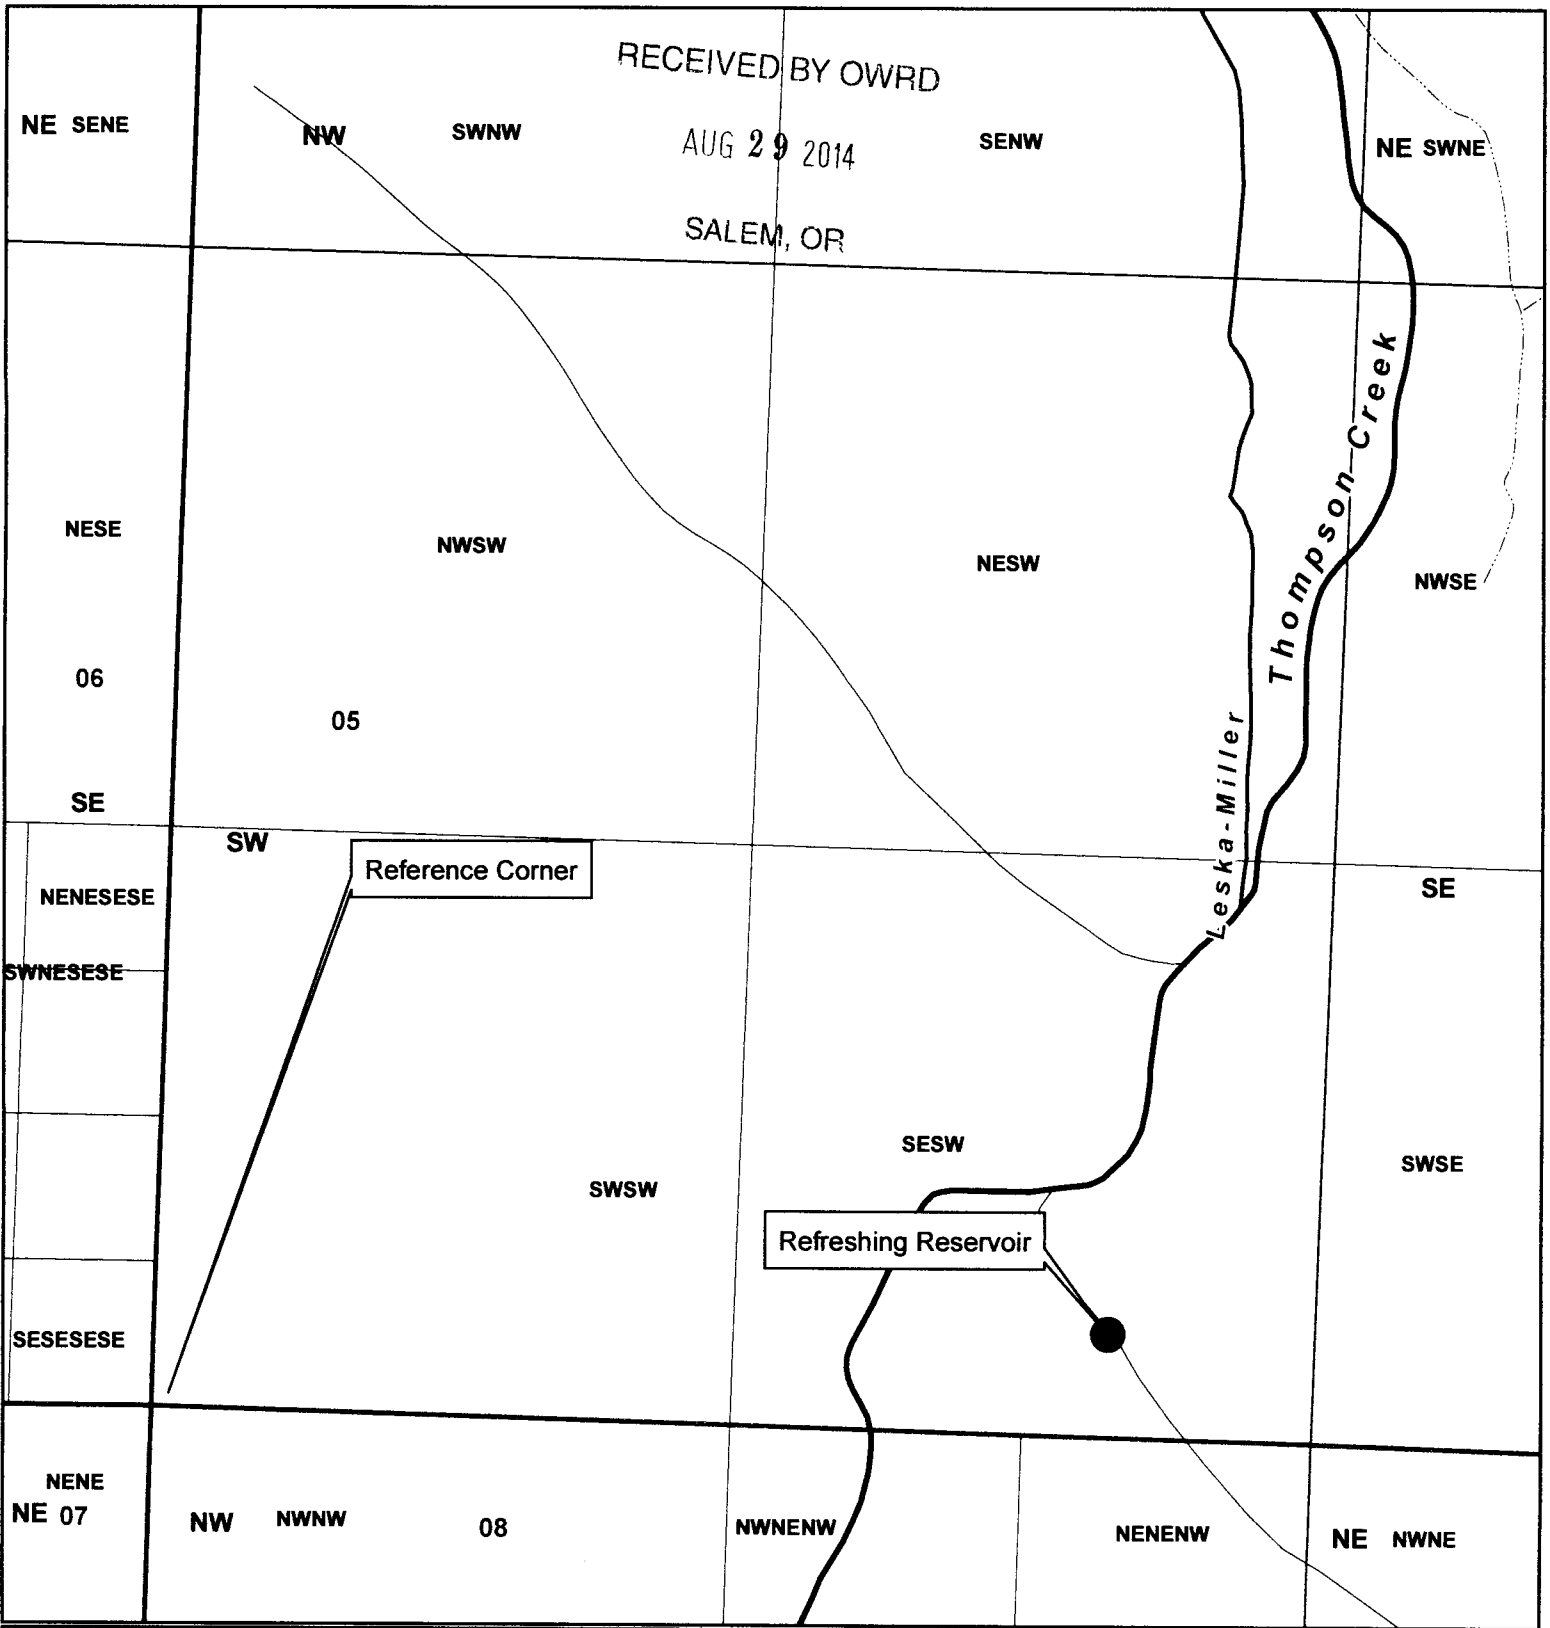 RECEIVED BY OWRD
NE SENE
NW
SWNW
AUG 29 2014
SENW
NE SWNE
SALEM, OR
Thompson Creek
NESE
NWSW
NESW
NWSE
06
05
Leska-Miller
SE
SW
Reference Corner
SE
NENESESE
SWNESESE
SESW
SWSE
SWSW
Refreshing Reservoir
SESESESE
NENE
NE 07
NW
NWNW
08
NWNENW
NENENW
NE NWNE